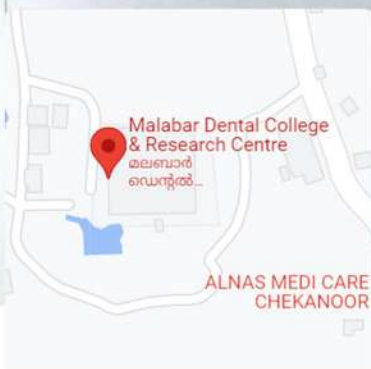 Malabar Dental College
& Research Centre
മലബാർ
ഡെന്റൽ...
ALNAS MEDI CARE
CHEKANOOR